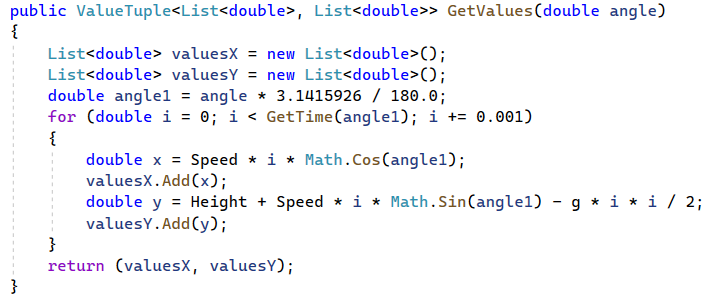 public ValueTuple<List<double>, List<double>> GetValues(double angle)
{
    List<double> valuesX = new List<double>();
    List<double> valuesY = new List<double>();
    double angle1 = angle * 3.1415926 / 180.0;
    for (double i = 0; i < GetTime(angle1); i += 0.001)
    {
        double x = Speed * i * Math.Cos(angle1);
        valuesX.Add(x);
        double y = Height + Speed * i * Math.Sin(angle1) - g * i * i / 2;
        valuesY.Add(y);
    }
    return (valuesX, valuesY);
}